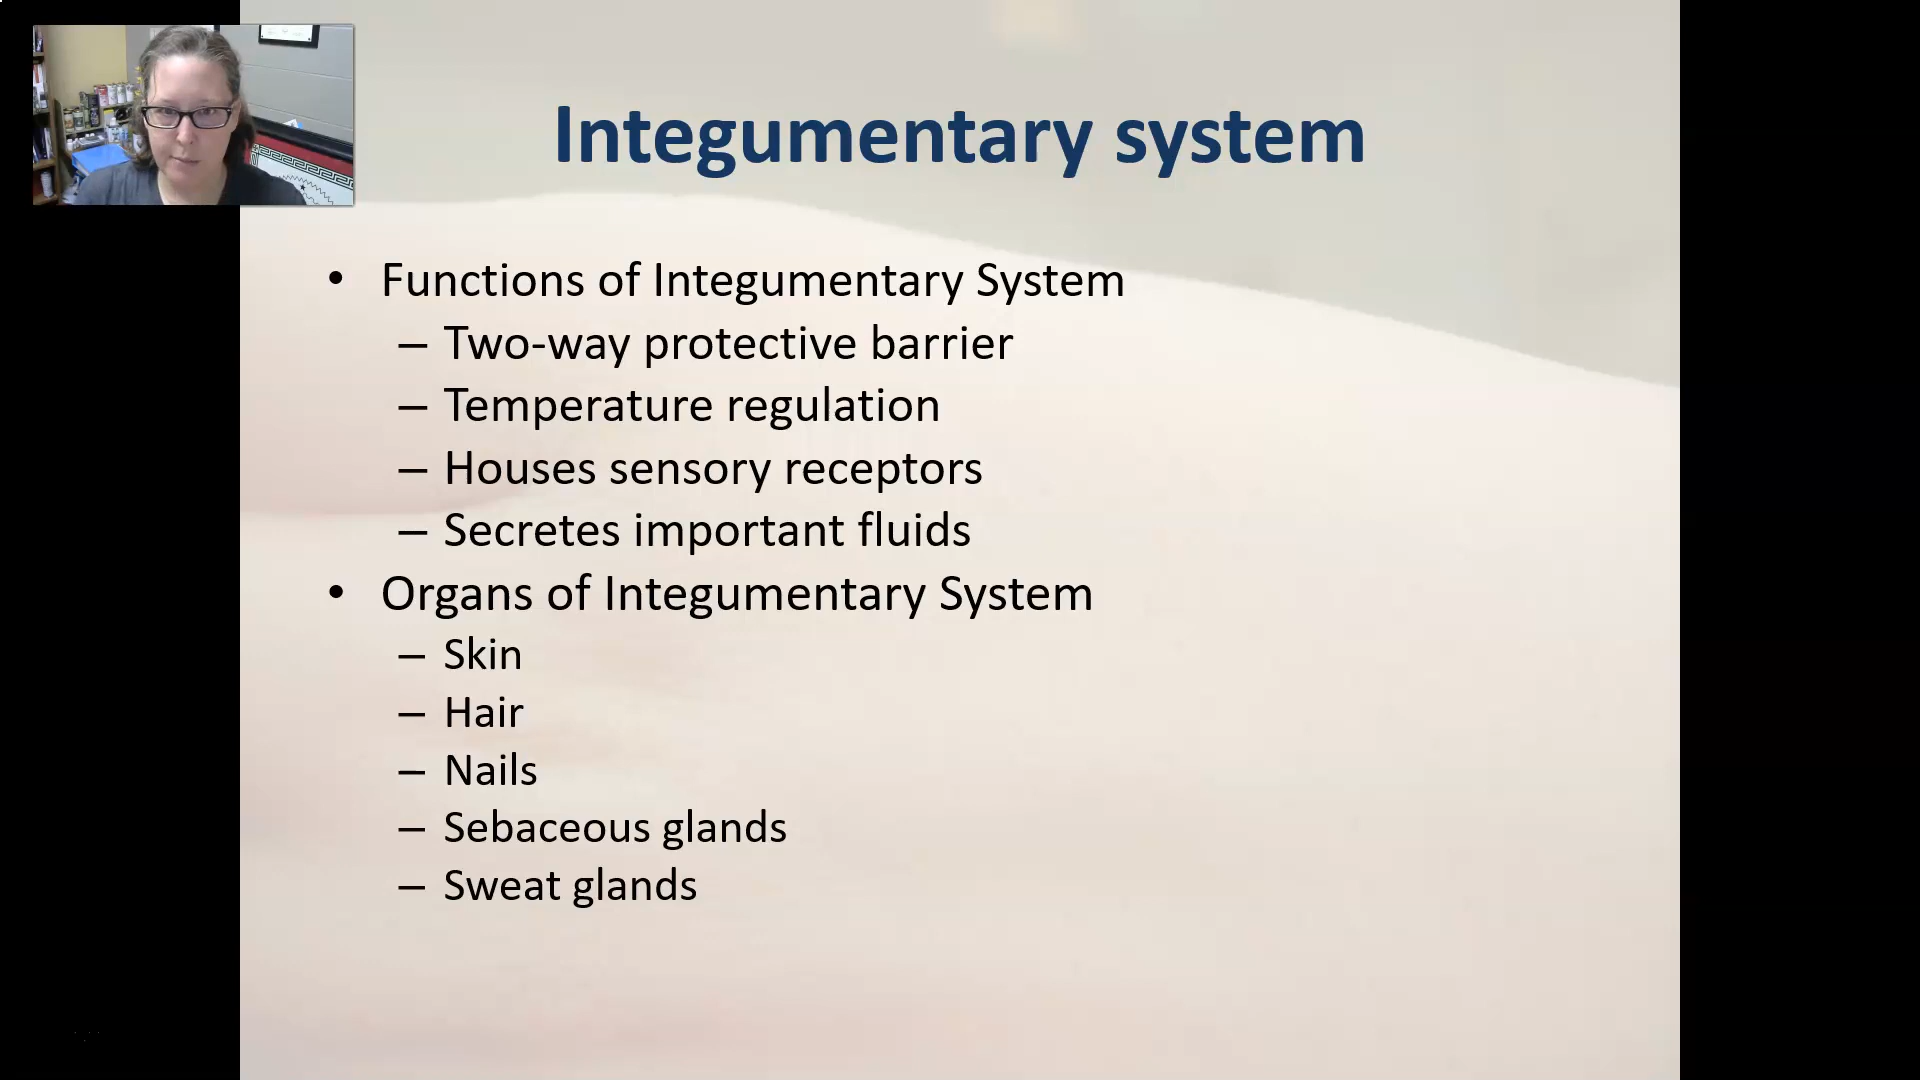 Integumentary system
• Functions of Integumentary System
– Two-way protective barrier
– Temperature regulation
– Houses sensory receptors
– Secretes important fluids
• Organs of Integumentary System
– Skin
– Hair
– Nails
– Sebaceous glands
– Sweat glands